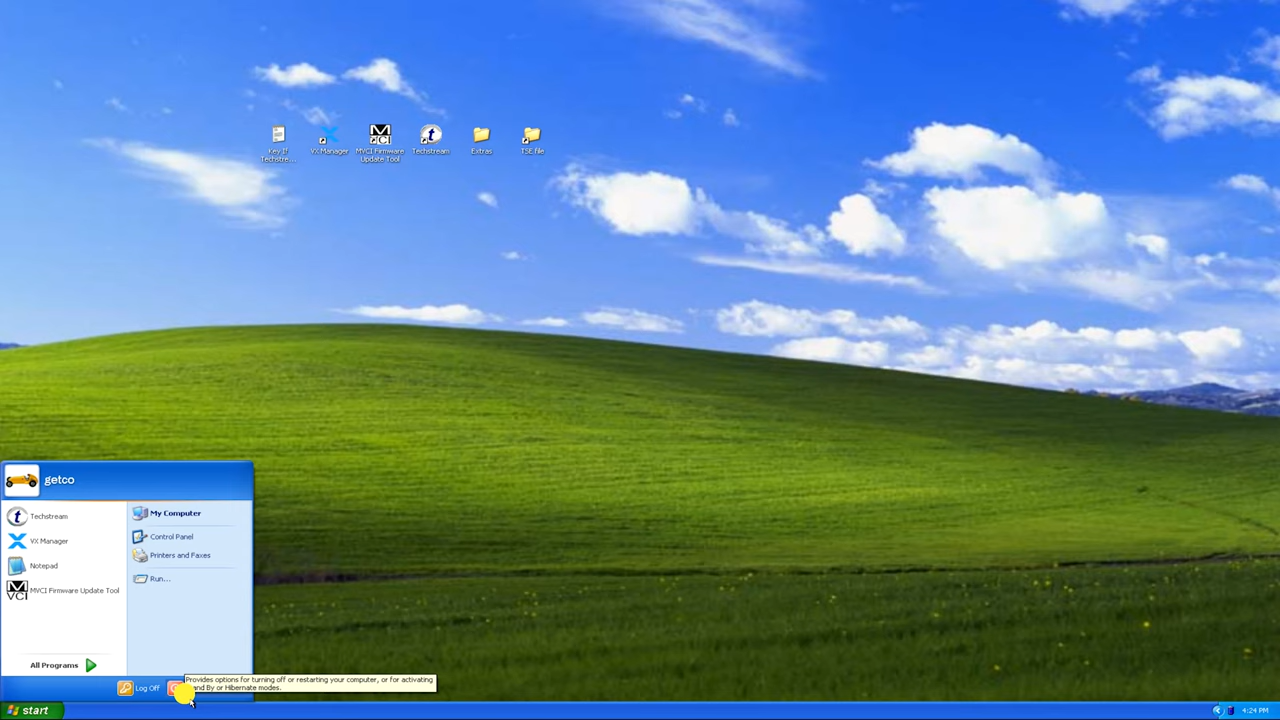 Key If
Techstre...
VX Manager
MVCI Firmware
Update Tool
Techstream
Extras
TSE file
getco
Techstream
VX Manager
Notepad
MVCI Firmware Update Tool
My Computer
Control Panel
Printers and Faxes
Run...
All Programs
Provides options for turning off or restarting your computer, or for activating
and By or Hibernate modes.
Log Off
start
4:24 PM